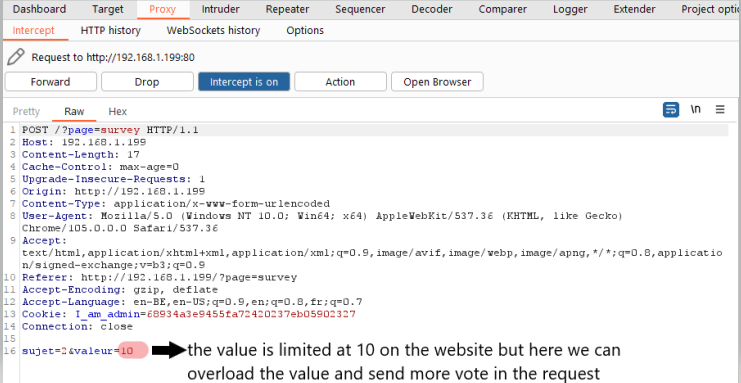 Dashboard Target Proxy Intruder Repeater Sequencer Decoder Comparer Logger Extender Project optio
Intercept HTTP history WebSockets history Options
Request to http://192.168.1.199:80
Forward Drop Intercept is on Action Open Browser
Pretty Raw Hex \n
1 POST /?page=survey HTTP/1.1
2 Host: 192.168.1.199
3 Content-Length: 17
4 Cache-Control: max-age=0
5 Upgrade-Insecure-Requests: 1
6 Origin: http://192.168.1.199
7 Content-Type: application/x-www-form-urlencoded
8 User-Agent: Mozilla/5.0 (Windows NT 10.0; Win64; x64) AppleWebKit/537.36 (KHTML, like Gecko)
Chrome/105.0.0.0 Safari/537.36
9 Accept:
text/html,application/xhtml+xml,application/xml;q=0.9,image/avif,image/webp,image/apng,*/*;q=0.8,applicatio
n/signed-exchange;v=b3;q=0.9
10 Referer: http://192.168.1.199/?page=survey
11 Accept-Encoding: gzip, deflate
12 Accept-Language: en-BE,en-US;q=0.9,en;q=0.8,fr;q=0.7
13 Cookie: I_am_admin=68934a3e9455fa72420237eb05902327
14 Connection: close
15
16 sujet=2&valeur=10 the value is limited at 10 on the website but here we can
overload the value and send more vote in the request